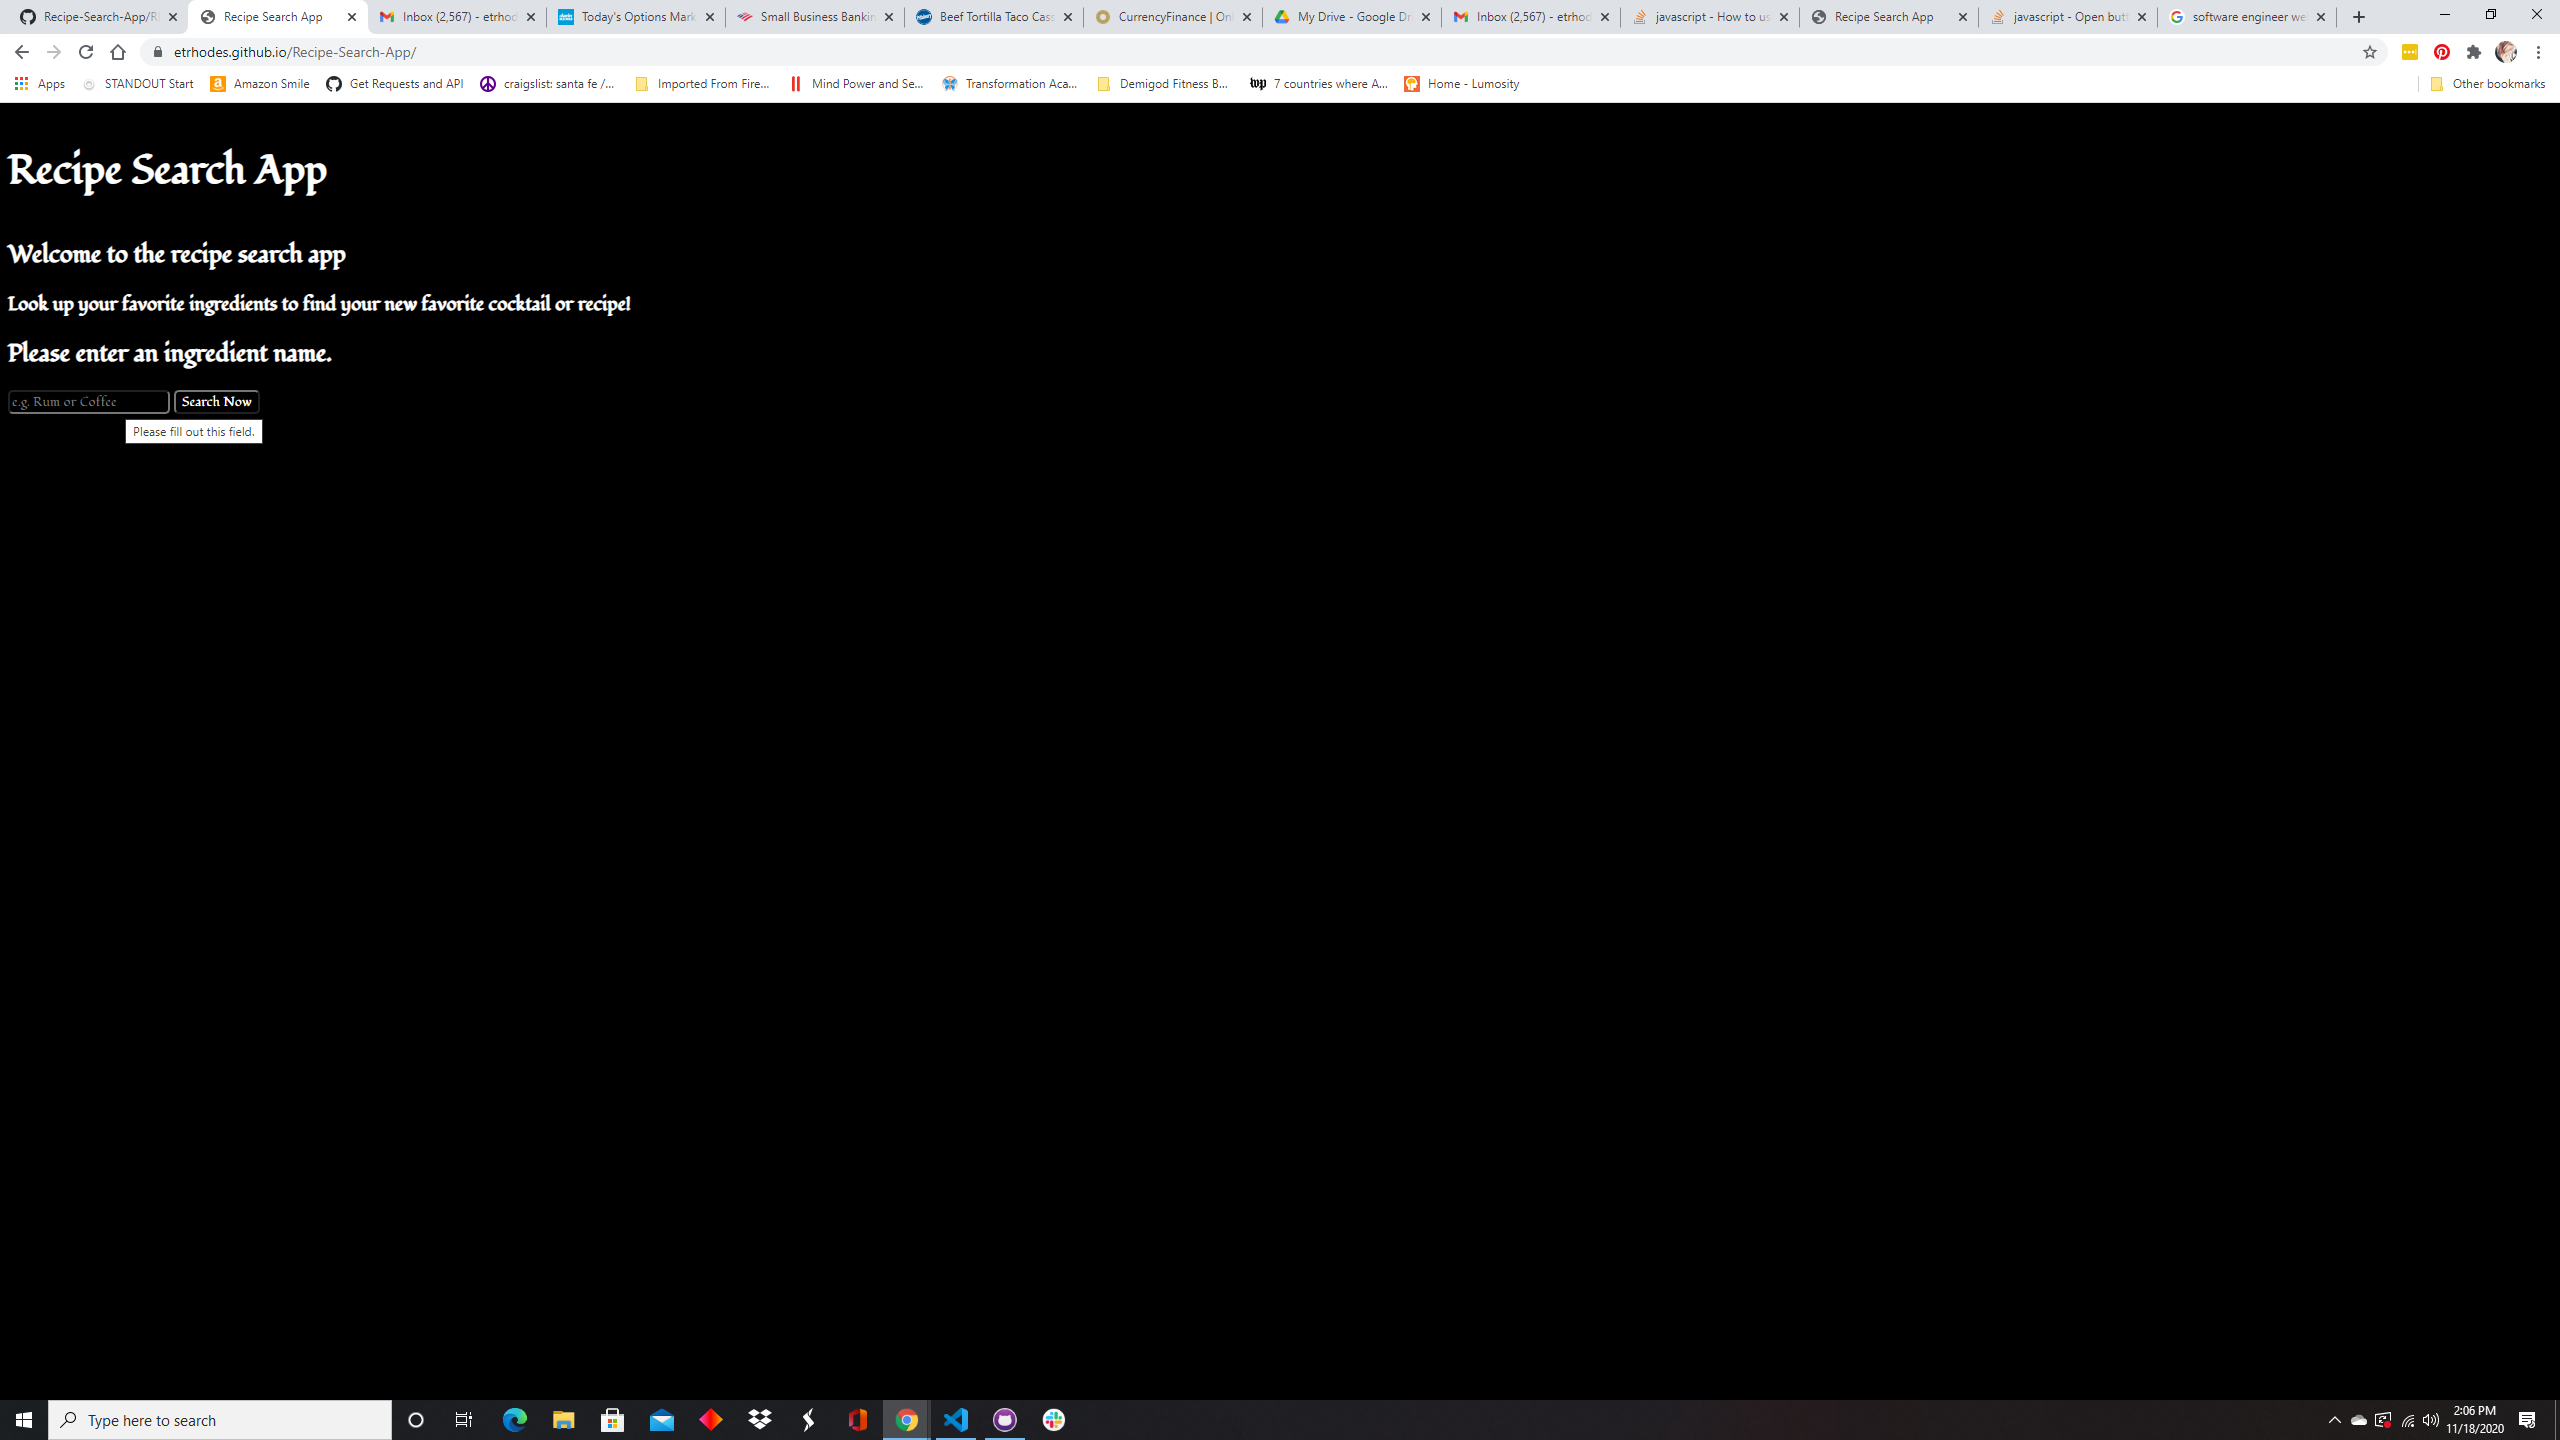 Recipe-Search-App/R
Recipe Search App
Inbox (2,567) - etrhod
Today's Options Mark
Small Business Bankin
Beef Tortilla Taco Cass
CurrencyFinance | Onl
My Drive - Google Dr
Inbox (2,567) - etrhod
javascript - How to us
Recipe Search App
javascript - Open butt
software engineer we
etrhodes.github.io/Recipe-Search-App/
Apps
STANDOUT Start
Amazon Smile
Get Requests and API
craigslist: santa fe /...
Imported From Fire...
Mind Power and Se...
Transformation Aca...
Demigod Fitness B...
wp
7 countries where A...
Home - Lumosity
Other bookmarks
Recipe Search App
Welcome to the recipe search app
Look up your favorite ingredients to find your new favorite cocktail or recipe!
Please enter an ingredient name.
e.g. Rum or Coffee
Search Now
Please fill out this field.
Type here to search
2:06 PM
11/18/2020